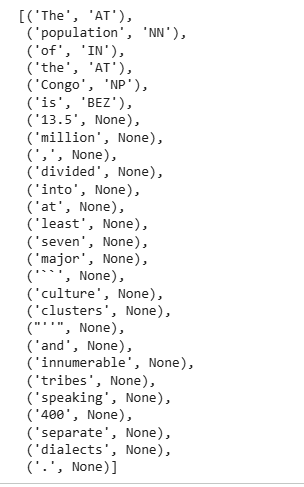 [('The', 'AT'),
('population', 'NN'),
('of', 'IN'),
('the', 'AT'),
('Congo', 'NP'),
('is', 'BEZ'),
('13.5', None),
('million', None),
(',', None),
('divided', None),
('into', None),
('at', None),
('least', None),
('seven', None),
('major', None),
('``', None),
('culture', None),
('clusters', None),
("''", None),
('and', None),
('innumerable', None),
('tribes', None),
('speaking', None),
('400', None),
('separate', None),
('dialects', None),
('.', None)]